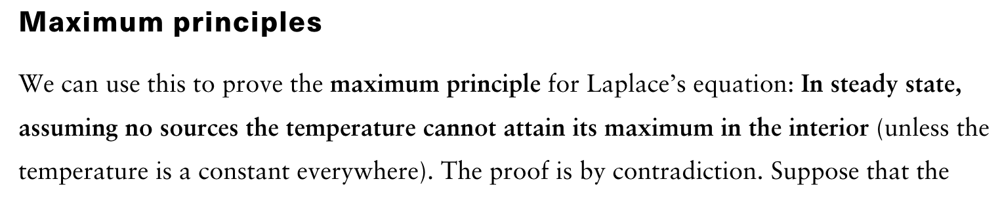 Maximum principles
We can use this to prove the maximum principle for Laplace’s equation: In steady state,
assuming no sources the temperature cannot attain its maximum in the interior (unless the
temperature is a constant everywhere). The proof is by contradiction. Suppose that the